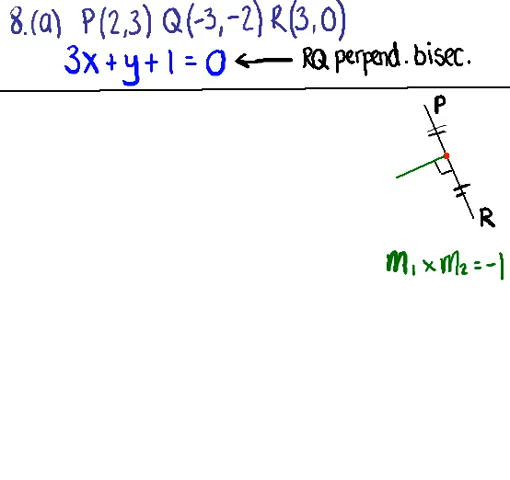 8.(a) P(2,3) Q(-3,-2) R(3,0)
3x+y+1=0 ← RQ perpend. bisec.
P
R
m₁ × m₂ = -1